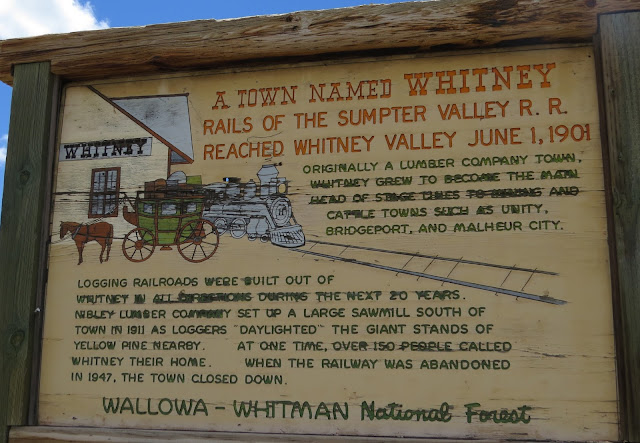 A TOWN NAMED WHITNEY
RAILS OF THE SUMPTER VALLEY R. R.
REACHED WHITNEY VALLEY JUNE 1, 1901
WHITNEY
ORIGINALLY A LUMBER COMPANY TOWN,
WHITNEY GREW TO BECOME THE MAIN
HEAD OF STAGE LINES TO MINING AND
CATTLE TOWNS SUCH AS UNITY,
BRIDGEPORT, AND MALHEUR CITY.
LOGGING RAILROADS WERE BUILT OUT OF
WHITNEY IN ALL DIRECTIONS DURING THE NEXT 20 YEARS.
NIBLEY LUMBER COMPANY SET UP A LARGE SAWMILL SOUTH OF
TOWN IN 1911 AS LOGGERS "DAYLIGHTED" THE GIANT STANDS OF
YELLOW PINE NEARBY. AT ONE TIME, OVER 150 PEOPLE CALLED
WHITNEY THEIR HOME. WHEN THE RAILWAY WAS ABANDONED
IN 1947, THE TOWN CLOSED DOWN.
WALLOWA - WHITMAN National Forest